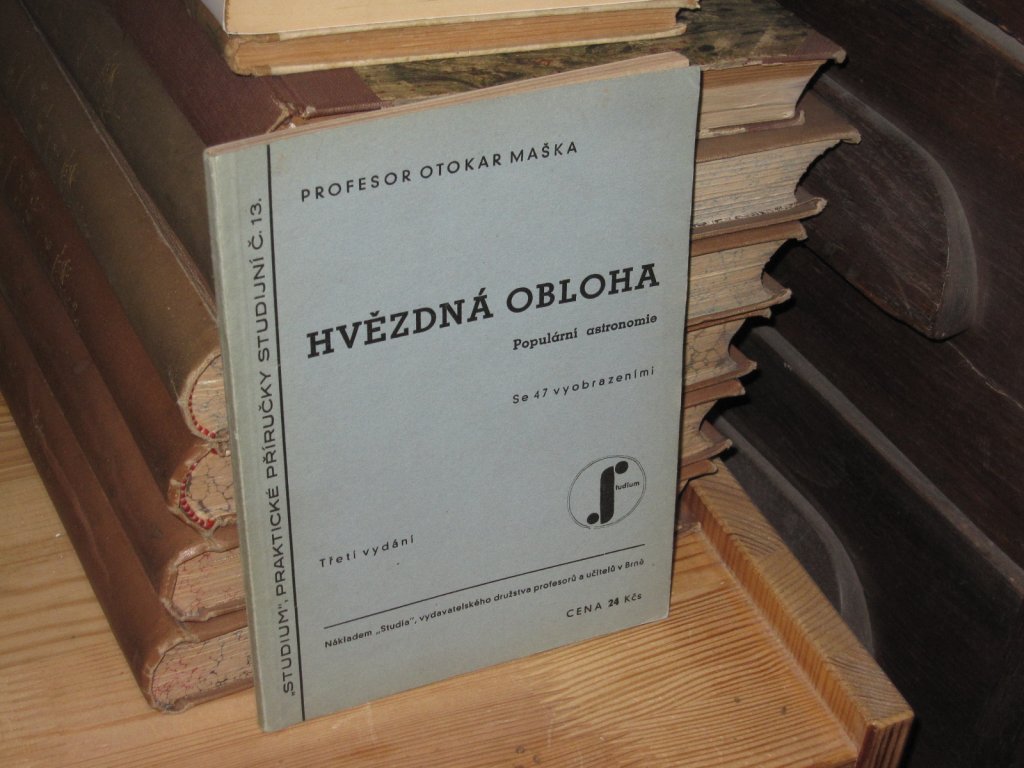 PROFESOR OTOKAR MAŠKA
HVĚZDNÁ OBLOHA
Populární astronomie
Se 47 vyobrazeními
Studium
Třetí vydání
Nákladem „Studia", vydavatelského družstva profesorů a učitelů v Brně
CENA 24 Kčs
„STUDIUM", PRAKTICKÉ PŘÍRUČKY STUDIJNÍ Č. 13.